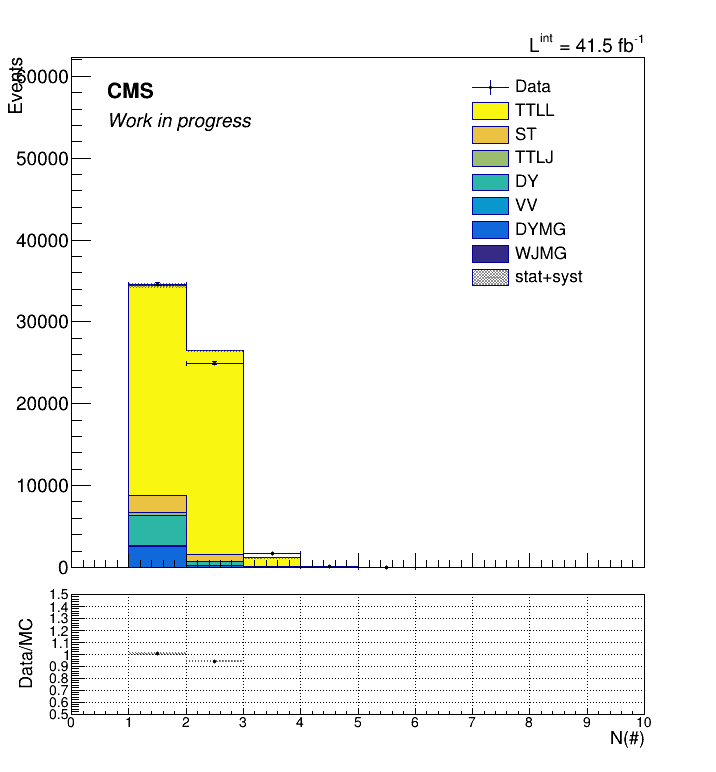 L^int = 41.5 fb^-1
Events
60000
50000
40000
30000
20000
10000
0
CMS
Work in progress
Data
TTLL
ST
TTLJ
DY
VV
DYMG
WJMG
stat+syst
Data/MC
1.5
1.4
1.3
1.2
1.1
1
0.9
0.8
0.7
0.6
0.5
0 1 2 3 4 5 6 7 8 9 10
N(#)